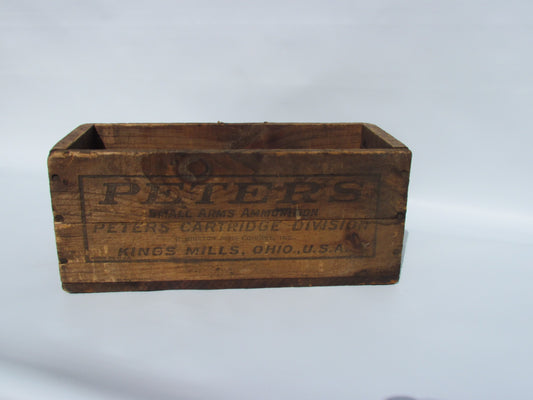 PETERS
SMALL ARMS AMMUNITION
PETERS CARTRIDGE DIVISION
KINGS MILLS, OHIO, U.S.A.